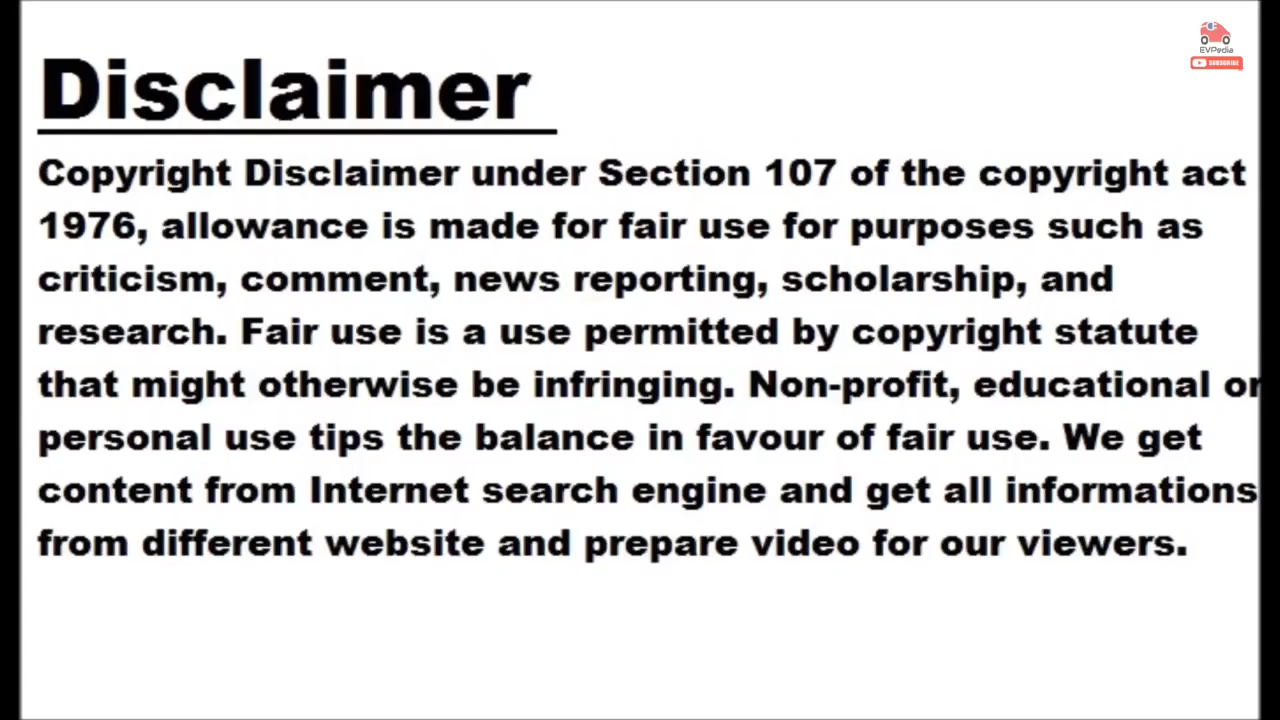 EVPedia
SUBSCRIBE
Disclaimer
Copyright Disclaimer under Section 107 of the copyright act
1976, allowance is made for fair use for purposes such as
criticism, comment, news reporting, scholarship, and
research. Fair use is a use permitted by copyright statute
that might otherwise be infringing. Non-profit, educational or
personal use tips the balance in favour of fair use. We get
content from Internet search engine and get all informations
from different website and prepare video for our viewers.